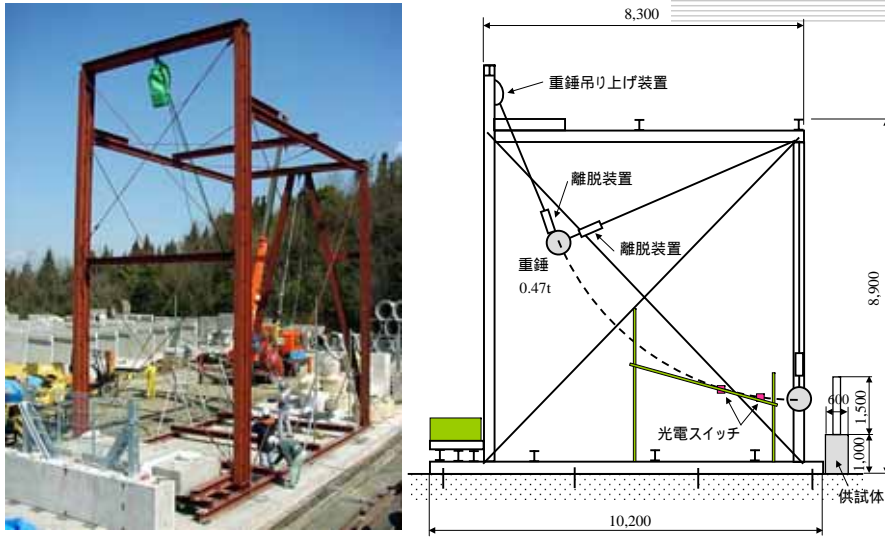 8,300
重錘吊り上げ装置
離脱装置
離脱装置
重錘
0.47t
8,900
600
1,500
光電スイッチ
1,000
供試体
10,200